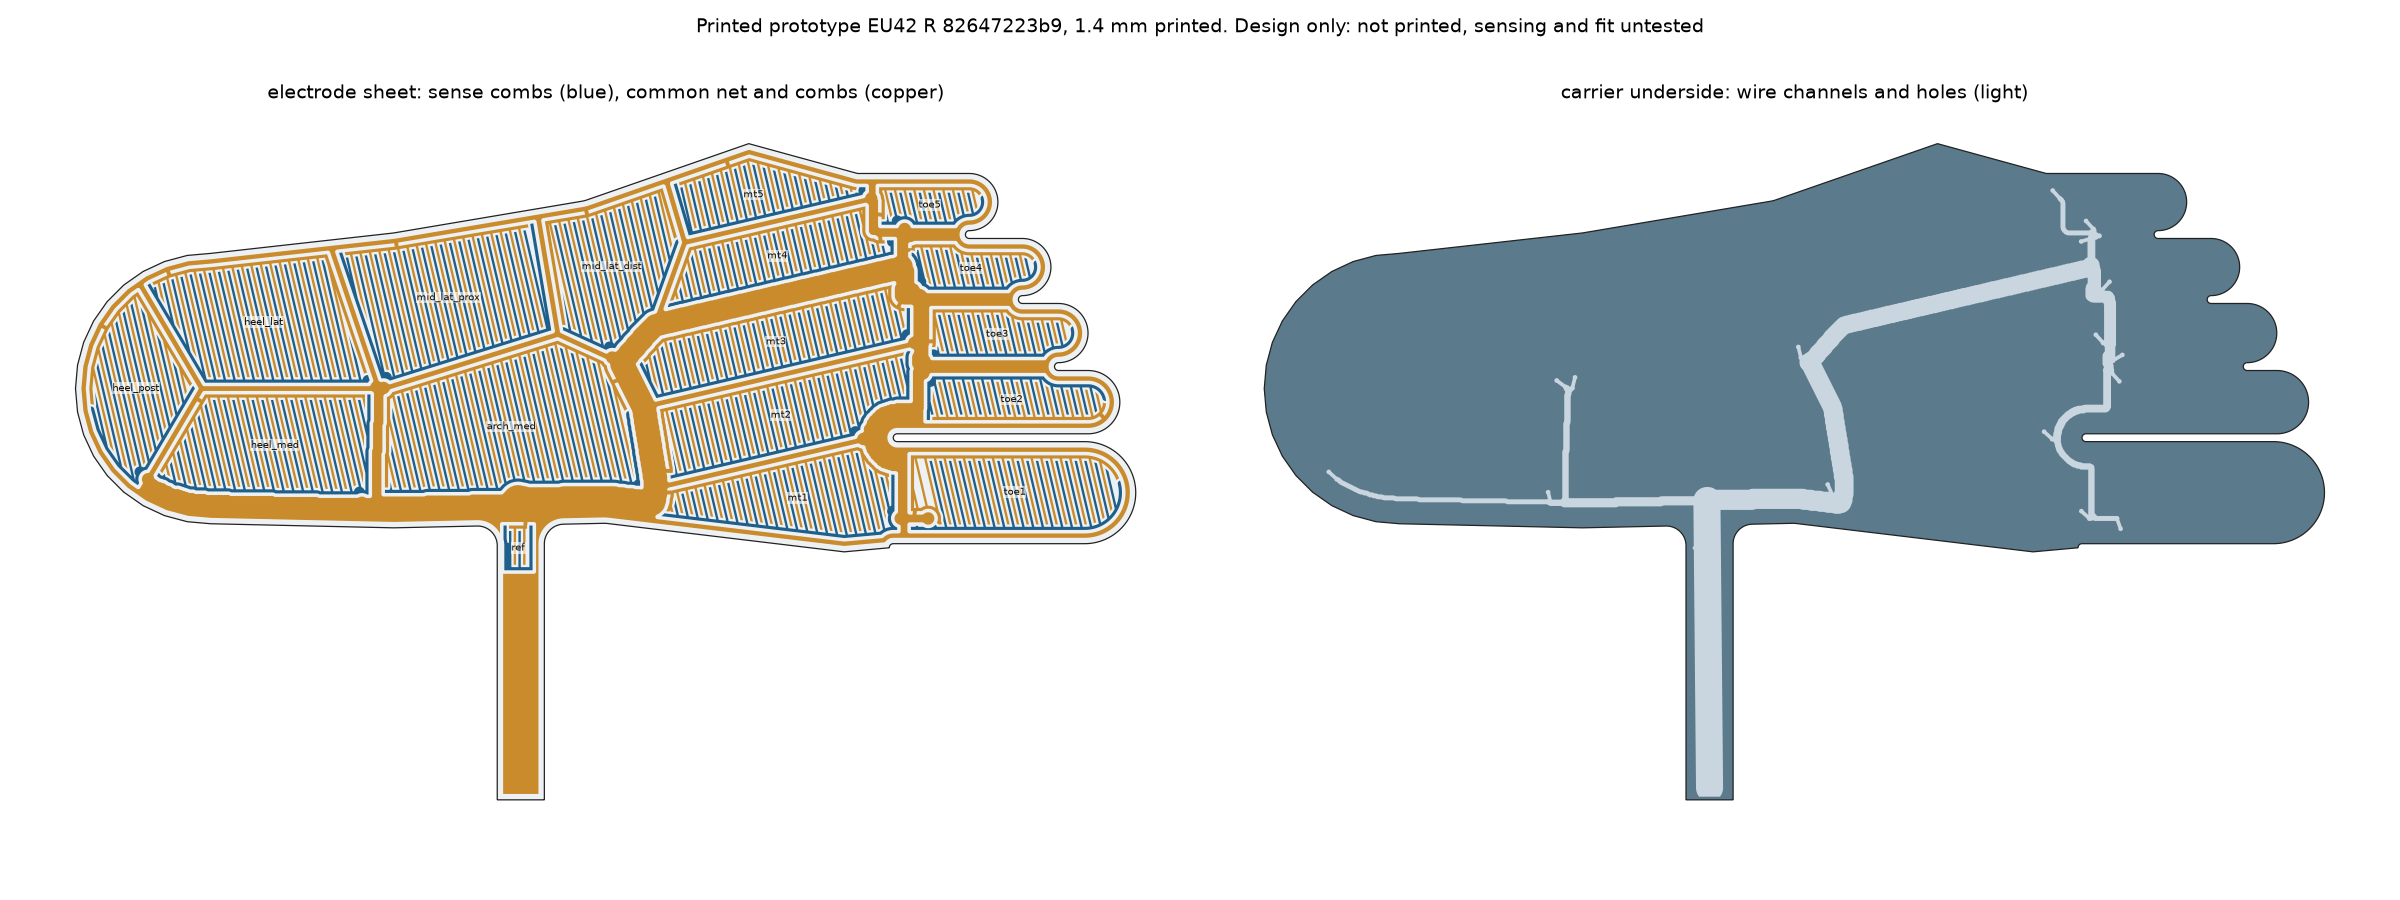 Printed prototype EU42 R 82647223b9, 1.4 mm printed. Design only: not printed, sensing and fit untested
electrode sheet: sense combs (blue), common net and combs (copper)
carrier underside: wire channels and holes (light)
mt5
toe5
mt4
mid_lat_dist
toe4
mid_lat_prox
heel_lat
mt3
toe3
heel_post
toe2
mt2
arch_med
heel_med
mt1
toe1
ref